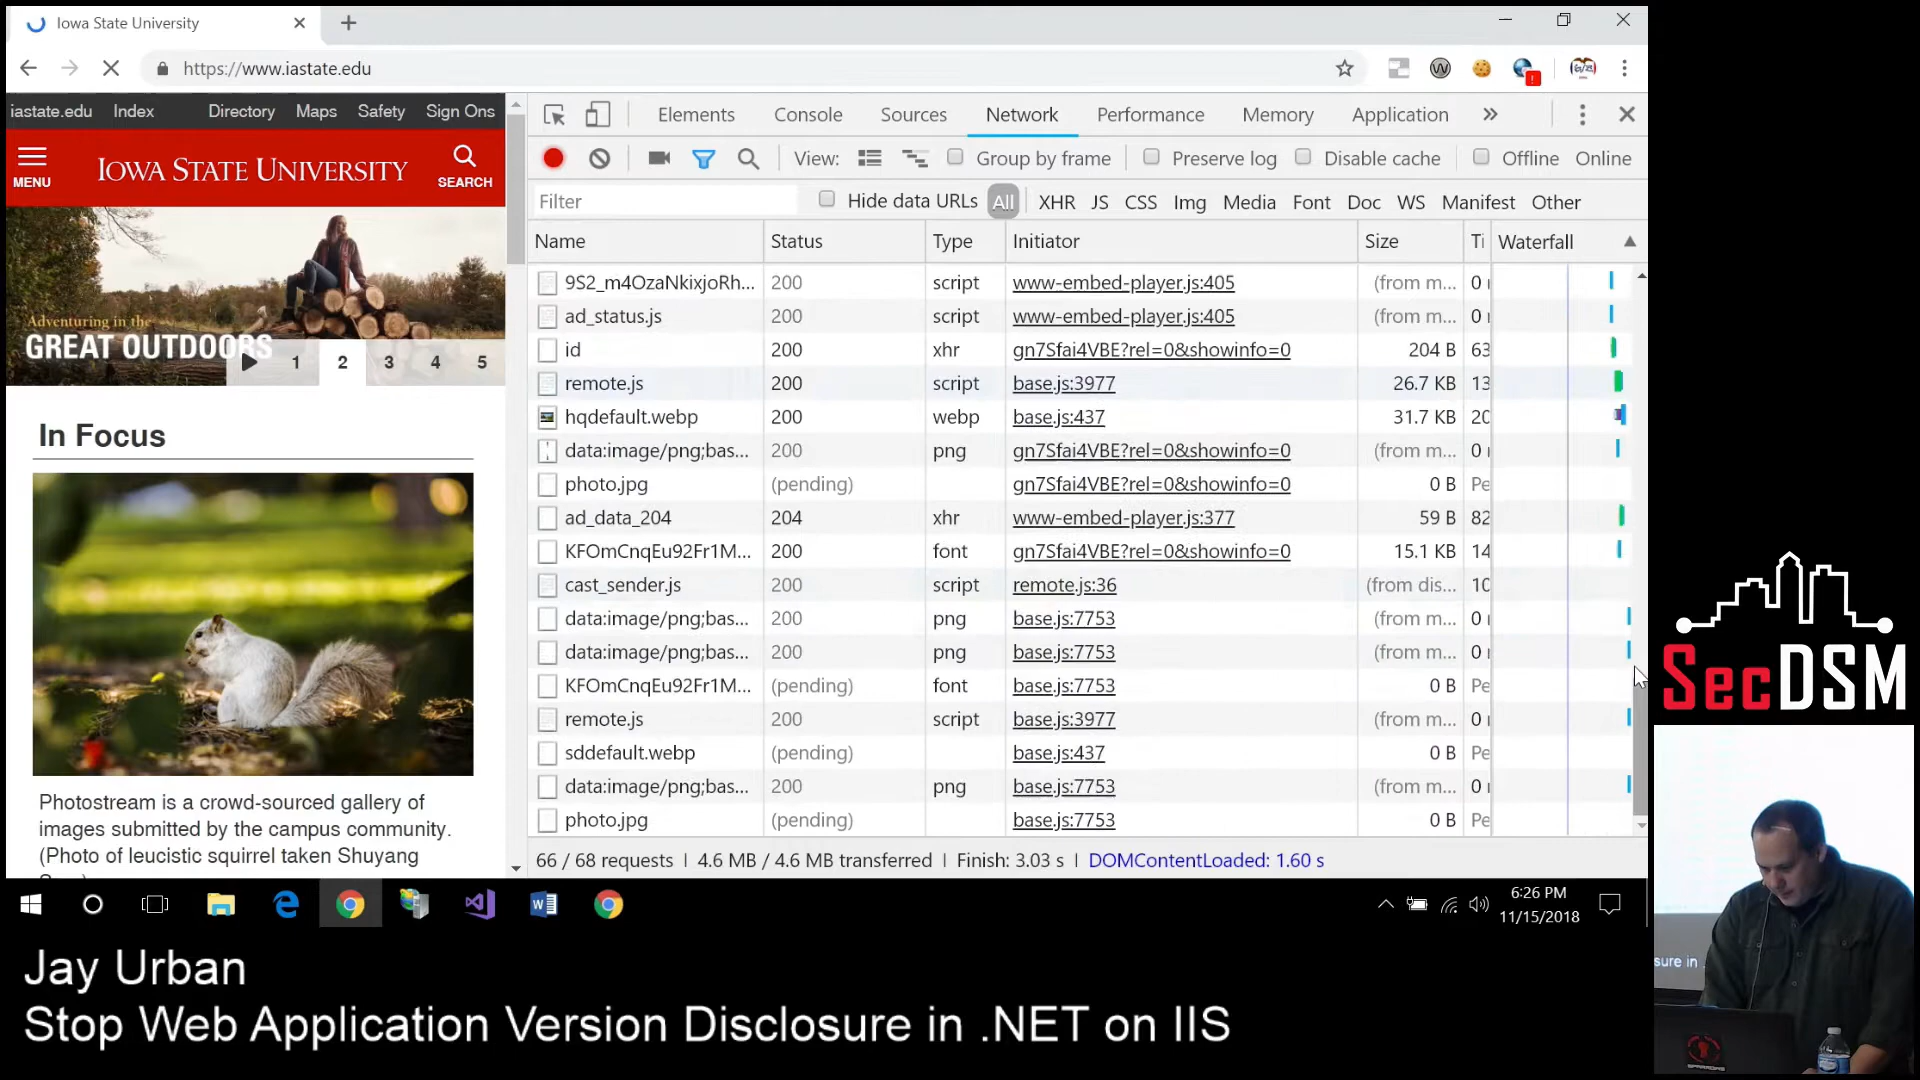 Iowa State University
https://www.iastate.edu
iastate.edu Index Directory Maps Safety Sign Ons
MENU
IOWA STATE UNIVERSITY
SEARCH
Adventuring in the
GREAT OUTDOORS
1 2 3 4 5
In Focus
Photostream is a crowd-sourced gallery of
images submitted by the campus community.
(Photo of leucistic squirrel taken Shuyang
Elements Console Sources Network Performance Memory Application
View: Group by frame Preserve log Disable cache Offline Online
Filter Hide data URLs All XHR JS CSS Img Media Font Doc WS Manifest Other
Name Status Type Initiator Size Ti Waterfall
9S2_m4OzaNkixjoRh... 200 script www-embed-player.js:405 (from m... 0
ad_status.js 200 script www-embed-player.js:405 (from m... 0
id 200 xhr gn7Sfai4VBE?rel=0&showinfo=0 204 B 63
remote.js 200 script base.js:3977 26.7 KB 13
hqdefault.webp 200 webp base.js:437 31.7 KB 20
data:image/png;bas... 200 png gn7Sfai4VBE?rel=0&showinfo=0 (from m... 0
photo.jpg (pending) gn7Sfai4VBE?rel=0&showinfo=0 0 B Pe
ad_data_204 204 xhr www-embed-player.js:377 59 B 82
KFOmCnqEu92Fr1M... 200 font gn7Sfai4VBE?rel=0&showinfo=0 15.1 KB 14
cast_sender.js 200 script remote.js:36 (from dis... 10
data:image/png;bas... 200 png base.js:7753 (from m... 0
data:image/png;bas... 200 png base.js:7753 (from m... 0
KFOmCnqEu92Fr1M... (pending) font base.js:7753 0 B Pe
remote.js 200 script base.js:3977 (from m... 0
sddefault.webp (pending) base.js:437 0 B Pe
data:image/png;bas... 200 png base.js:7753 (from m... 0
photo.jpg (pending) base.js:7753 0 B Pe
66 / 68 requests | 4.6 MB / 4.6 MB transferred | Finish: 3.03 s | DOMContentLoaded: 1.60 s
6:26 PM
11/15/2018
SecDSM
sure in
Jay Urban
Stop Web Application Version Disclosure in .NET on IIS